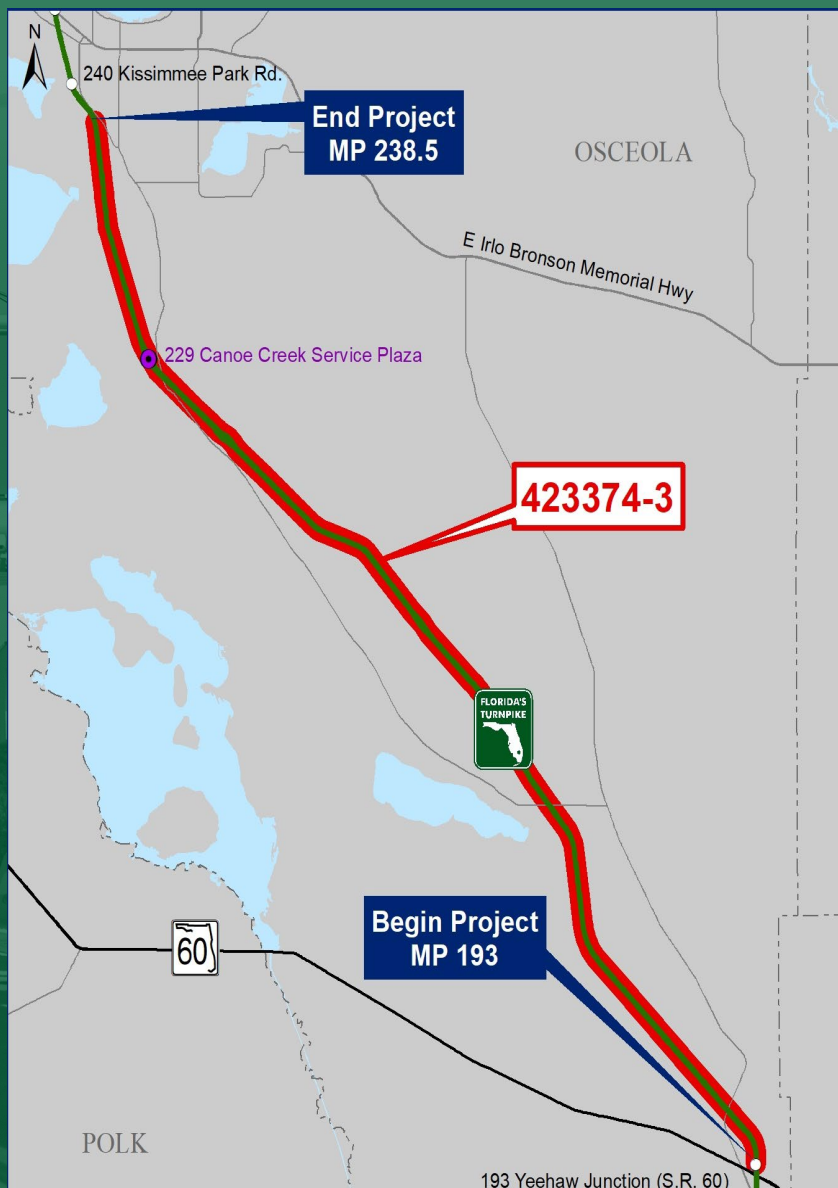 N
240 Kissimmee Park Rd.
End Project
MP 238.5
OSCEOLA
E Irlo Bronson Memorial Hwy
229 Canoe Creek Service Plaza
423374-3
FLORIDA'S
TURNPIKE
Begin Project
MP 193
60
POLK
193 Yeehaw Junction (S.R. 60)